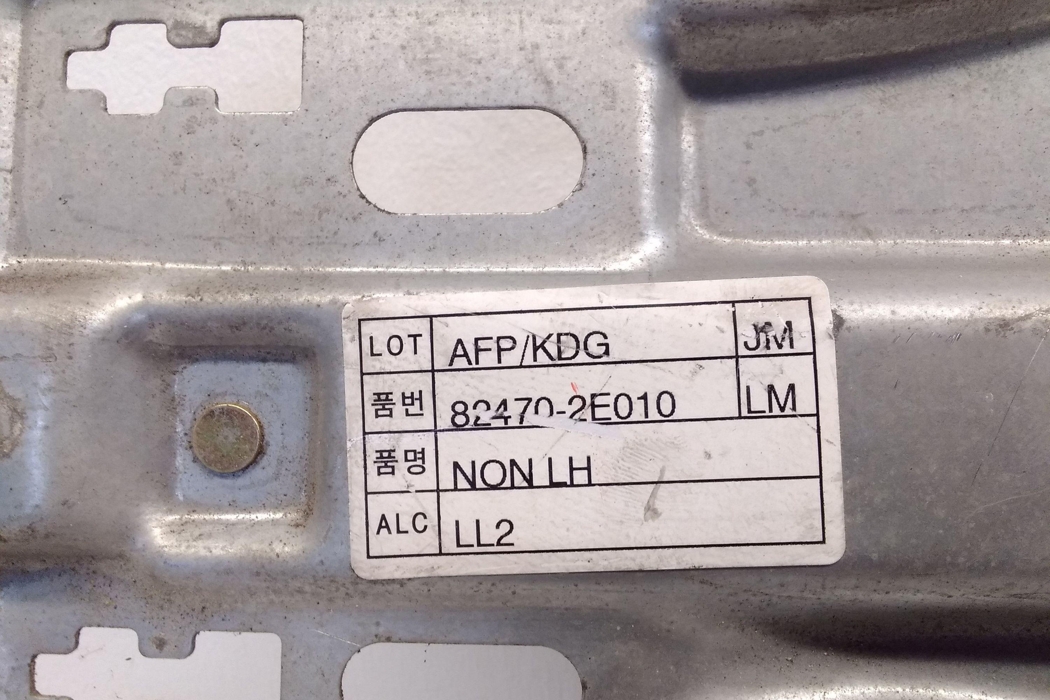 LOT AFP/KDG JM
품번 82470-2E010 LM
품명 NON LH
ALC LL2